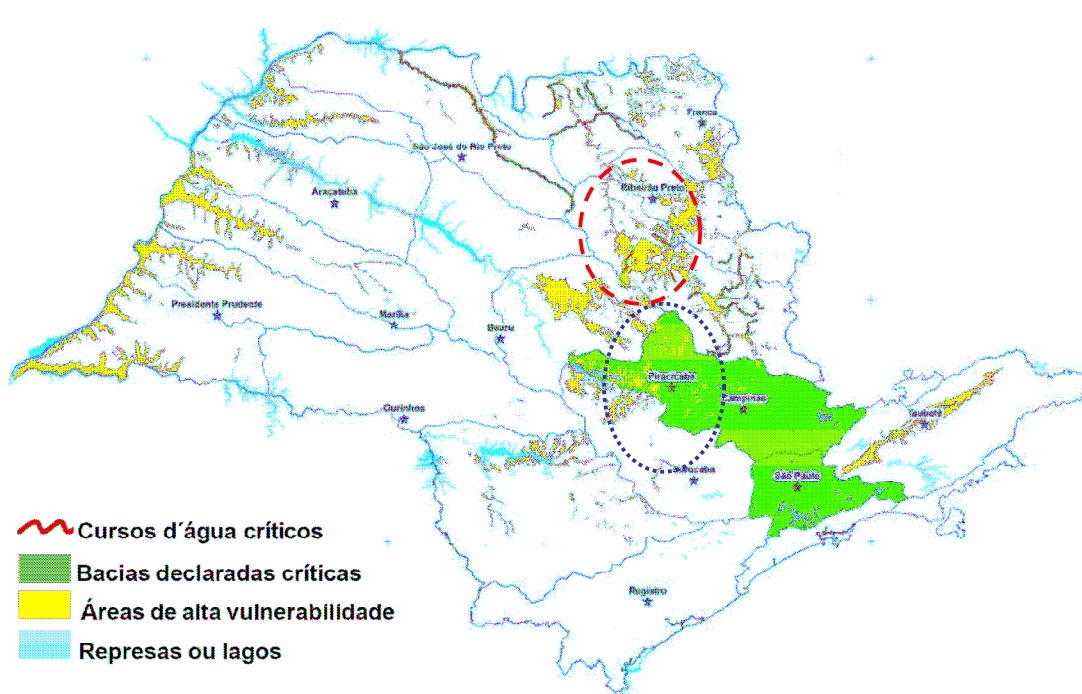 Franca
São José do Rio Preto
Ribeirão Preto
Araçatuba
Presidente Prudente
Marília
Bauru
Piracicaba
Campinas
Ourinhos
Taubaté
Sorocaba
São Paulo
Registro
Cursos d´água críticos
Bacias declaradas críticas
Áreas de alta vulnerabilidade
Represas ou lagos